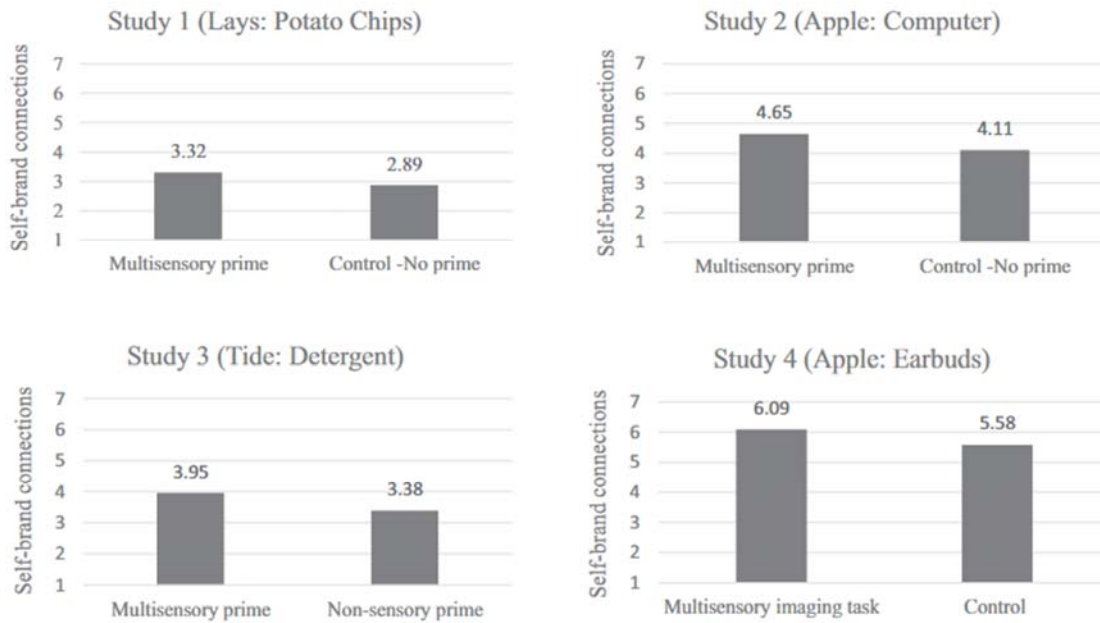 Study 1 (Lays: Potato Chips)
Self-brand connections
7
6
5
4
3
2
1
3.32
2.89
Multisensory prime
Control -No prime
Study 2 (Apple: Computer)
Self-brand connections
7
6
5
4
3
2
1
4.65
4.11
Multisensory prime
Control -No prime
Study 3 (Tide: Detergent)
Self-brand connections
7
6
5
4
3
2
1
3.95
3.38
Multisensory prime
Non-sensory prime
Study 4 (Apple: Earbuds)
Self-brand connections
7
6
5
4
3
2
1
6.09
5.58
Multisensory imaging task
Control